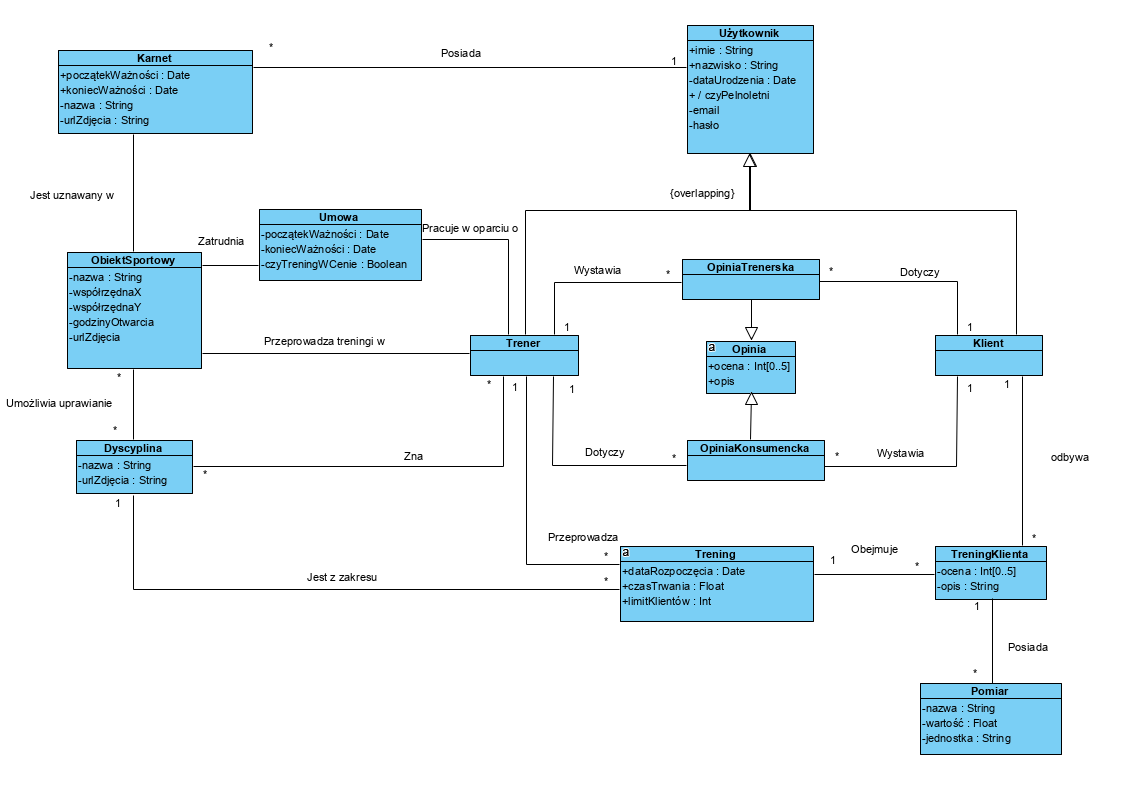 Użytkownik
+imie : String
+nazwisko : String
-dataUrodzenia : Date
+ / czyPelnoletni
-email
-hasło
*
Posiada
1
Karnet
+początekWażności : Date
+koniecWażności : Date
-nazwa : String
-urlZdjęcia : String
{overlapping}
Jest uznawany w
Umowa
-początekWażności : Date
-koniecWażności : Date
-czyTreningWCenie : Boolean
Zatrudnia
Pracuje w oparciu o
ObiektSportowy
-nazwa : String
-współrzędnaX
-współrzędnaY
-godzinyOtwarcia
-urlZdjęcia
Wystawia
*
OpiniaTrenerska
*
Dotyczy
1
1
Przeprowadza treningi w
Trener
a
Opinia
+ocena : Int[0..5]
+opis
Klient
*
*
1
1
1
1
Umożliwia uprawianie
*
Dyscyplina
-nazwa : String
-urlZdjęcia : String
Zna
*
Dotyczy
*
OpiniaKonsumencka
*
Wystawia
odbywa
1
Przeprowadza
*
*
a
Trening
+dataRozpoczęcia : Date
+czasTrwania : Float
+limitKlientów : Int
Obejmuje
1
*
*
TreningKlienta
-ocena : Int[0..5]
-opis : String
Jest z zakresu
1
Posiada
*
Pomiar
-nazwa : String
-wartość : Float
-jednostka : String